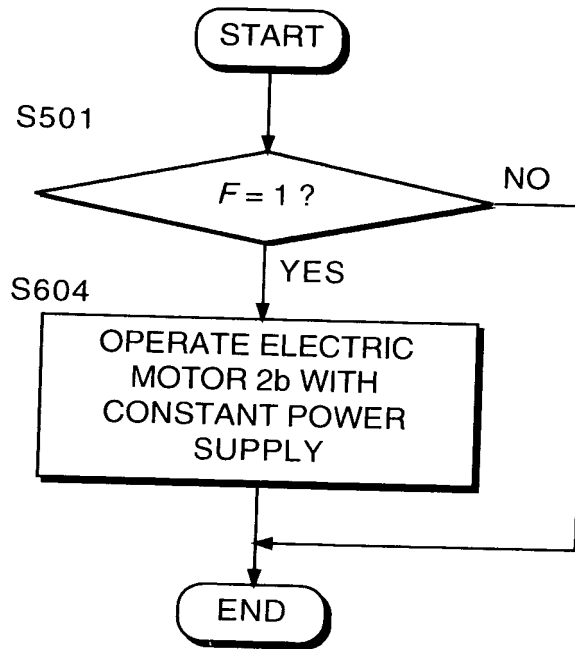 START
S501
F = 1 ?
NO
YES
S604
OPERATE ELECTRIC
MOTOR 2b WITH
CONSTANT POWER
SUPPLY
END